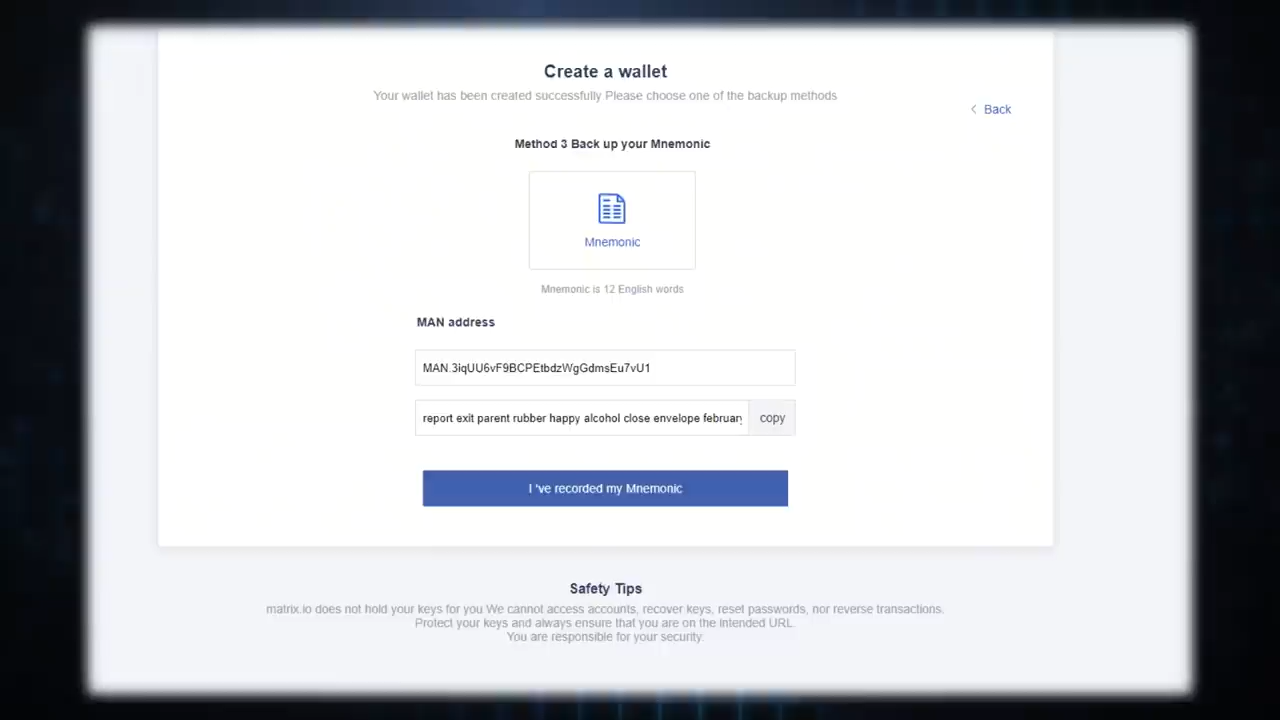 Create a wallet
Your wallet has been created successfully Please choose one of the backup methods
Back
Method 3 Back up your Mnemonic
Mnemonic
Mnemonic is 12 English words
MAN address
MAN.3iqUU6vF9BCPEtbdzWgGdmsEu7vU1
report exit parent rubber happy alcohol close envelope february
copy
I 've recorded my Mnemonic
Safety Tips
matrix.io does not hold your keys for you We cannot access accounts, recover keys, reset passwords, nor reverse transactions.
Protect your keys and always ensure that you are on the Intended URL.
You are responsible for your security.